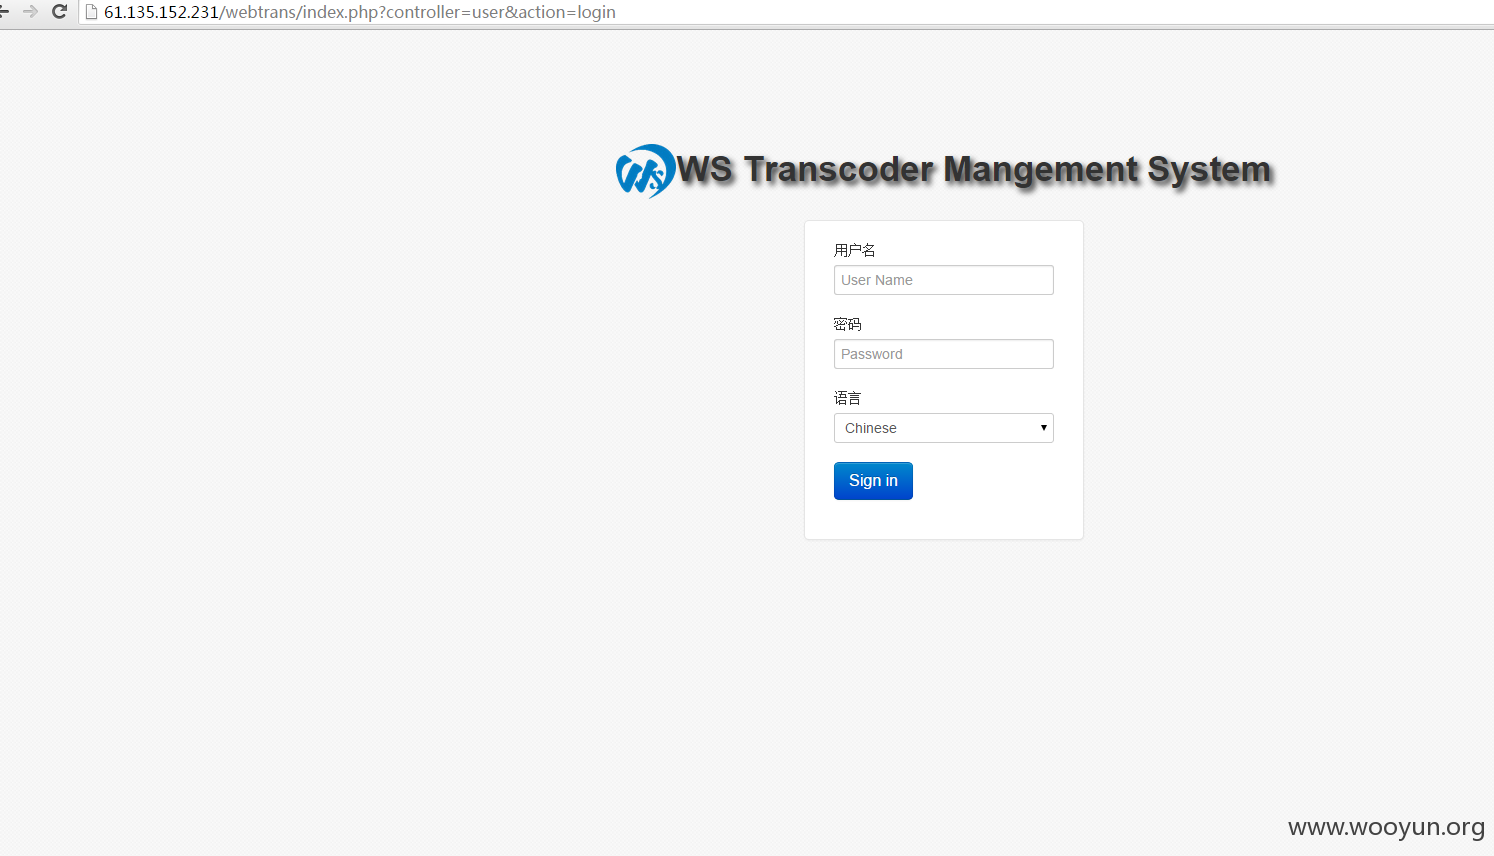 61.135.152.231/webtrans/index.php?controller=user&action=login
WS WS Transcoder Mangement System
用户名
User Name
密码
Password
语言
Chinese
Sign in
www.wooyun.org